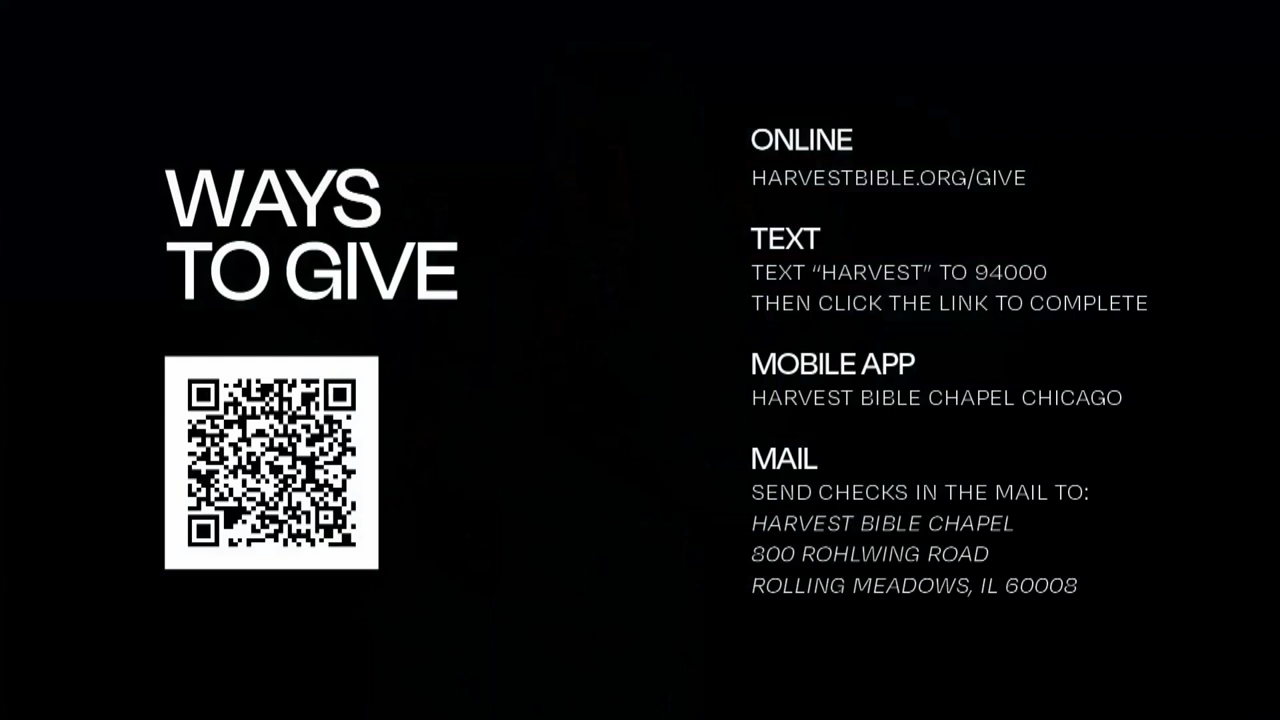 WAYS
TO GIVE
ONLINE
HARVESTBIBLE.ORG/GIVE
TEXT
TEXT “HARVEST” TO 94000
THEN CLICK THE LINK TO COMPLETE
MOBILE APP
HARVEST BIBLE CHAPEL CHICAGO
MAIL
SEND CHECKS IN THE MAIL TO:
HARVEST BIBLE CHAPEL
800 ROHLWING ROAD
ROLLING MEADOWS, IL 60008